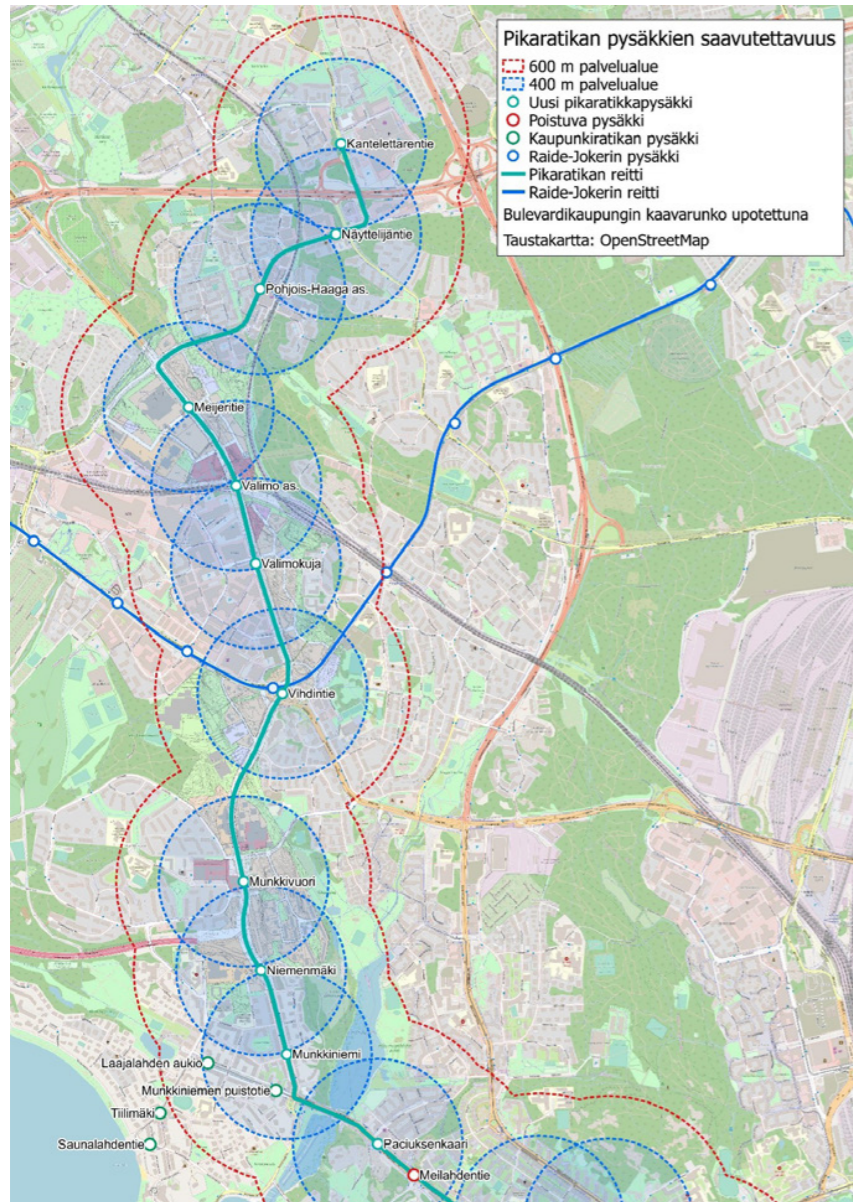 Pikaratikan pysäkkien saavutettavuus
600 m palvelualue
400 m palvelualue
Uusi pikaratikkapysäkki
Poistuva pysäkki
Kaupunkiratikan pysäkki
Raide-Jokerin pysäkki
Pikaratikan reitti
Raide-Jokerin reitti
Bulevardikaupungin kaavarunko upotettuna
Taustakartta: OpenStreetMap
Kantelettarentie
Näyttelijäntie
Pohjois-Haaga as.
Meijeritie
Valimo as.
Valimokuja
Vihdintie
Munkkivuori
Niemenmäki
Munkkiniemi
Laajalahden aukio
Munkkiniemen puistotie
Tiilimäki
Saunalahdentie
Paciuksenkaari
Meilahdentie